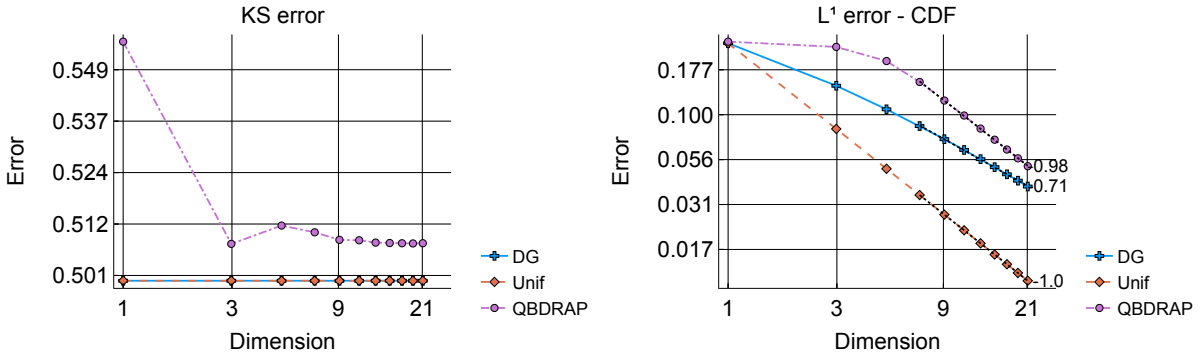 KS error
Error
0.549
0.537
0.524
0.512
0.501
1
3
9
21
Dimension
DG
Unif
QBDRAP
L¹ error - CDF
Error
0.177
0.100
0.056
0.031
0.017
-0.98
-0.71
-1.0
1
3
9
21
Dimension
DG
Unif
QBDRAP